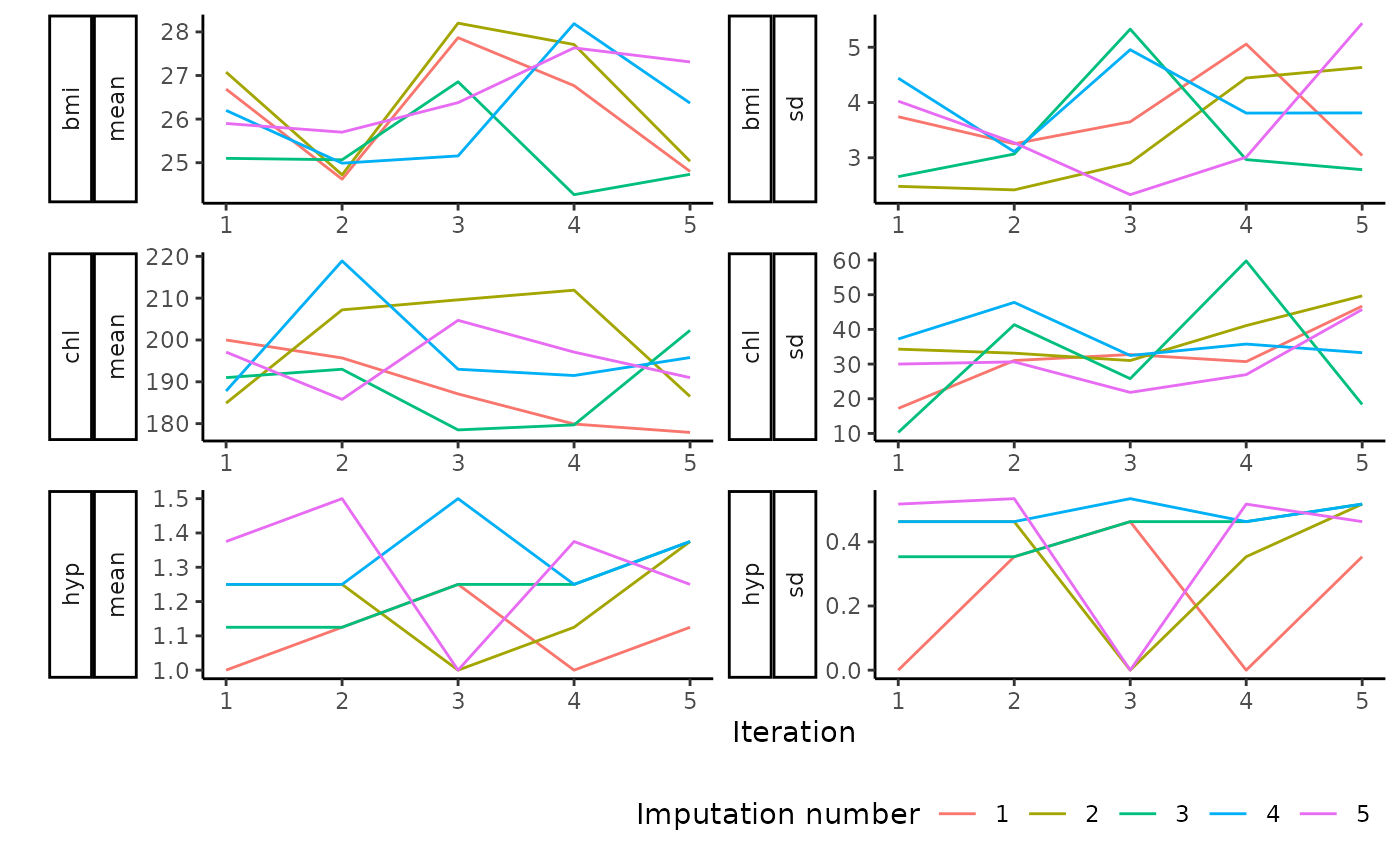 bmi mean
28
27
26
25
1 2 3 4 5
bmi sd
5
4
3
1 2 3 4 5
chl mean
220
210
200
190
180
1 2 3 4 5
chl sd
60
50
40
30
20
10
1 2 3 4 5
hyp mean
1.5
1.4
1.3
1.2
1.1
1.0
1 2 3 4 5
hyp sd
0.4
0.2
0.0
1 2 3 4 5
Iteration
Imputation number 1 2 3 4 5